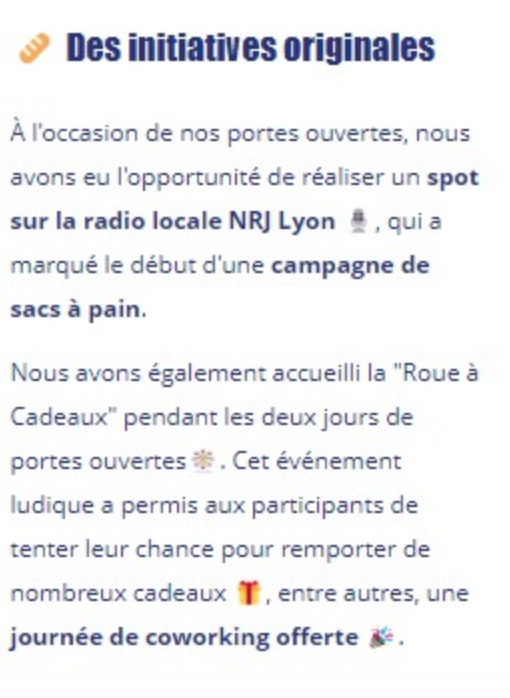 🥖 Des initiatives originales
À l'occasion de nos portes ouvertes, nous
avons eu l'opportunité de réaliser un spot
sur la radio locale NRJ Lyon 🎙️, qui a
marqué le début d'une campagne de
sacs à pain.
Nous avons également accueilli la "Roue à
Cadeaux" pendant les deux jours de
portes ouvertes 🎡. Cet événement
ludique a permis aux participants de
tenter leur chance pour remporter de
nombreux cadeaux 🎁, entre autres, une
journée de coworking offerte 🎉.